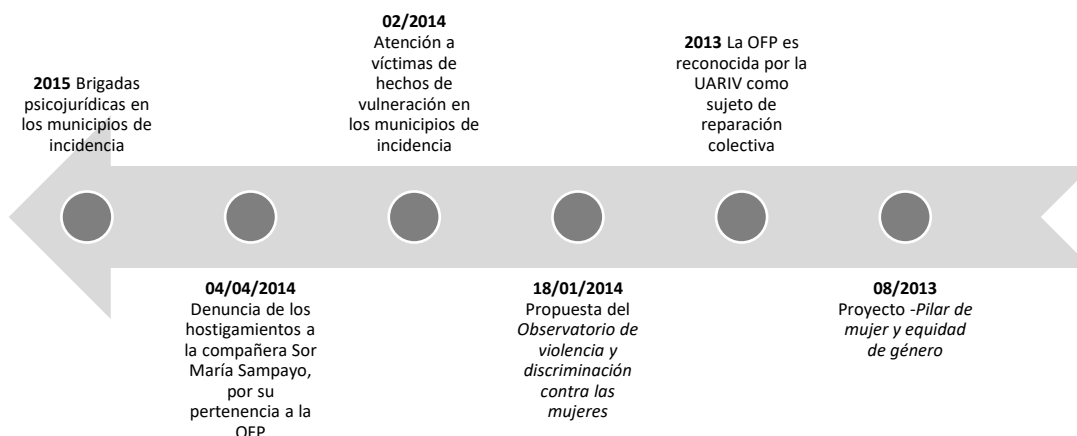 2015 Brigadas
psicojurídicas en
los municipios de
incidencia
04/04/2014
Denuncia de los
hostigamientos a
la compañera Sor
María Sampayo,
por su
pertenencia a la
OFP
02/2014
Atención a
víctimas de
hechos de
vulneración en
los municipios de
incidencia
18/01/2014
Propuesta del
Observatorio de
violencia y
discriminación
contra las
mujeres
2013 La OFP es
reconocida por la
UARIV como
sujeto de
reparación
colectiva
08/2013
Proyecto -Pilar de
mujer y equidad
de género